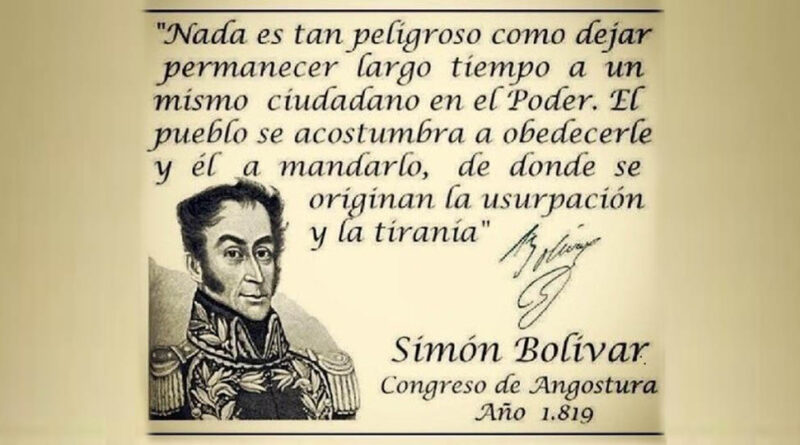 "Nada es tan peligroso como dejar
permanecer largo tiempo a un
mismo ciudadano en el Poder. El
pueblo se acostumbra a obedecerle
y él a mandarlo, de donde se
originan la usurpación
y la tiranía"
Bolívar
Simón Bolívar
Congreso de Angostura
Año 1.819